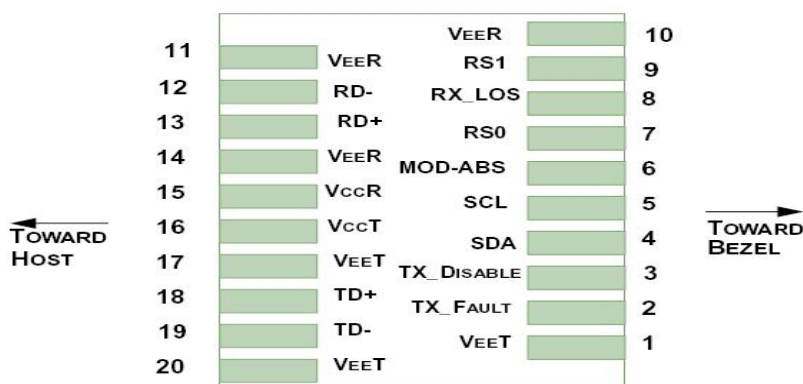 11 VEER
12 RD-
13 RD+
14 VEER
15 VCCR
16 VCCT
17 VEET
18 TD+
19 TD-
20 VEET
VEER 10
RS1 9
RX_LOS 8
RS0 7
MOD-ABS 6
SCL 5
SDA 4
TX_DISABLE 3
TX_FAULT 2
VEET 1
TOWARD
HOST
TOWARD
BEZEL